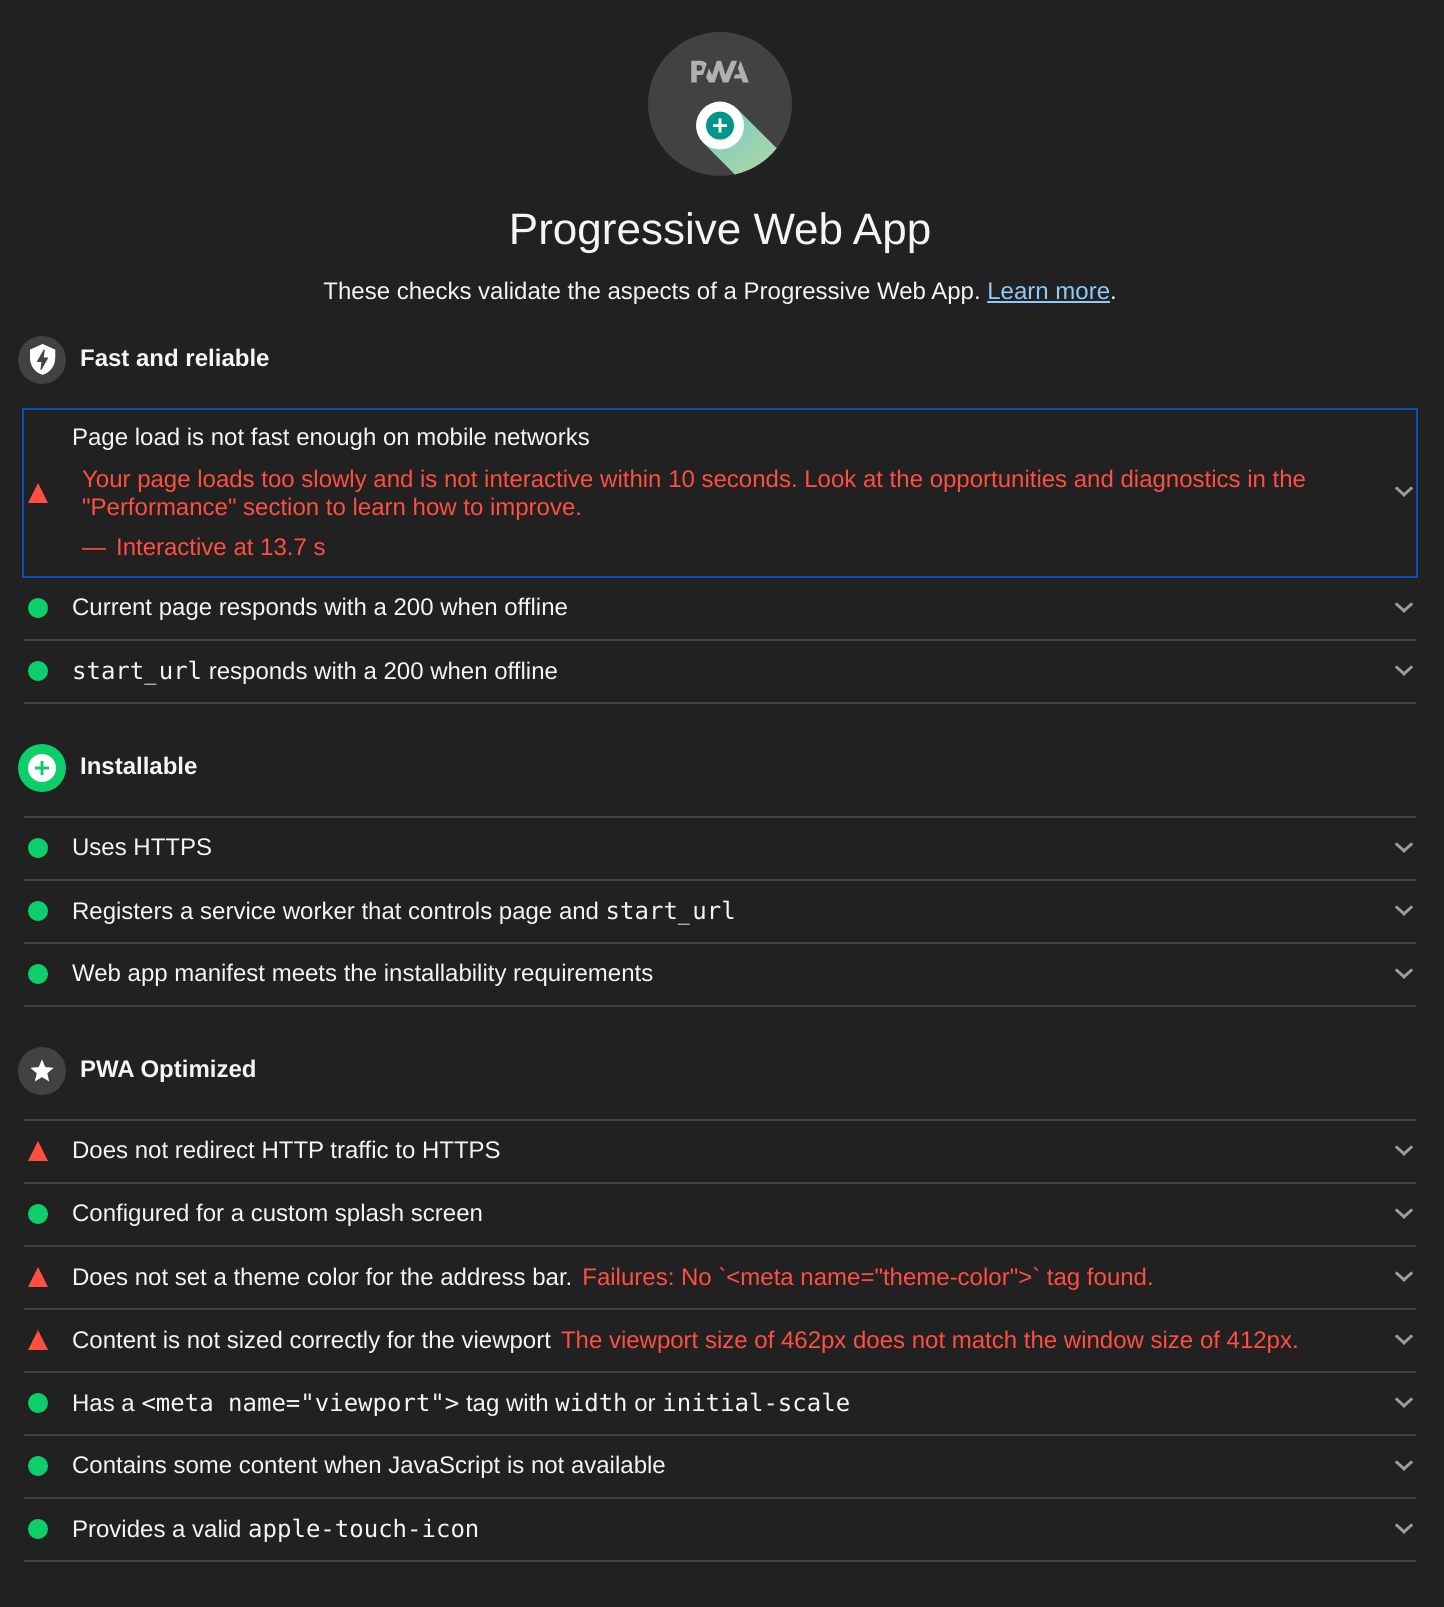 PWA
Progressive Web App
These checks validate the aspects of a Progressive Web App. Learn more.
Fast and reliable
Page load is not fast enough on mobile networks
Your page loads too slowly and is not interactive within 10 seconds. Look at the opportunities and diagnostics in the
"Performance" section to learn how to improve.
— Interactive at 13.7 s
Current page responds with a 200 when offline
start_url responds with a 200 when offline
Installable
Uses HTTPS
Registers a service worker that controls page and start_url
Web app manifest meets the installability requirements
PWA Optimized
Does not redirect HTTP traffic to HTTPS
Configured for a custom splash screen
Does not set a theme color for the address bar. Failures: No `<meta name="theme-color">` tag found.
Content is not sized correctly for the viewport The viewport size of 462px does not match the window size of 412px.
Has a <meta name="viewport"> tag with width or initial-scale
Contains some content when JavaScript is not available
Provides a valid apple-touch-icon